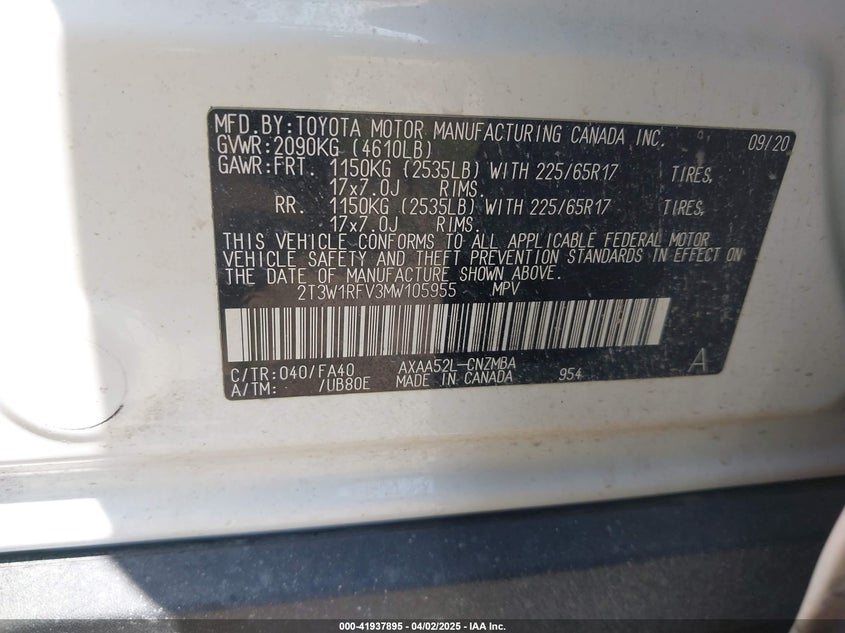 MFD.BY:TOYOTA MOTOR MANUFACTURING CANADA INC. 09/20
GVWR:2090KG (4610LB)
GAWR:FRT. 1150KG (2535LB) WITH 225/65R17 TIRES,
17x7.0J RIMS.
RR. 1150KG (2535LB) WITH 225/65R17 TIRES,
17x7.0J RIMS.
THIS VEHICLE CONFORMS TO ALL APPLICABLE FEDERAL MOTOR
VEHICLE SAFETY AND THEFT PREVENTION STANDARDS IN EFFECT ON
THE DATE OF MANUFACTURE SHOWN ABOVE.
2T3W1RFV3MW105955 MPV
C/TR:040/FA40 AXAA52L-CNZMBA A
A/TM: /UB80E MADE IN CANADA 954
000-41937895 - 04/02/2025 - IAA Inc.